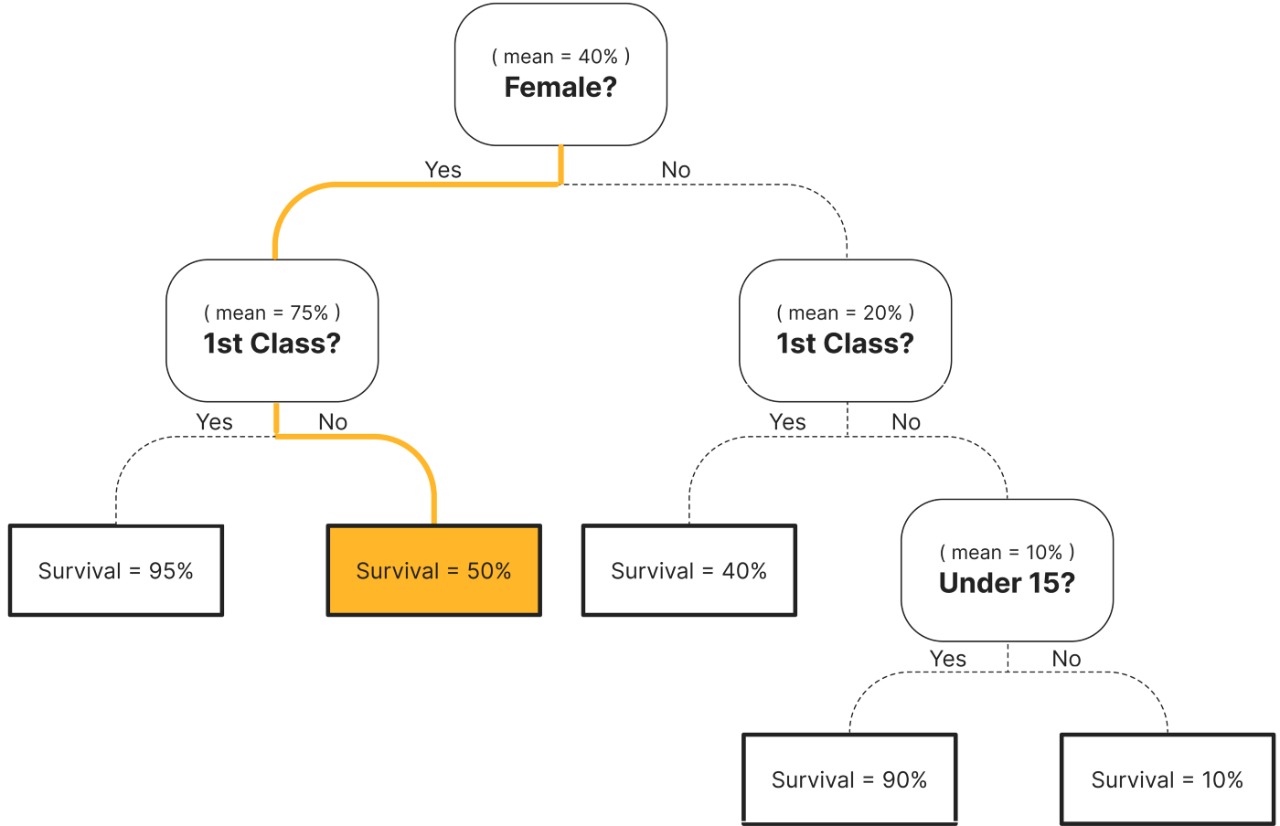 ( mean = 40% )
Female?
Yes
No
( mean = 75% )
1st Class?
( mean = 20% )
1st Class?
Yes
No
Yes
No
Survival = 95%
Survival = 50%
Survival = 40%
( mean = 10% )
Under 15?
Yes
No
Survival = 90%
Survival = 10%